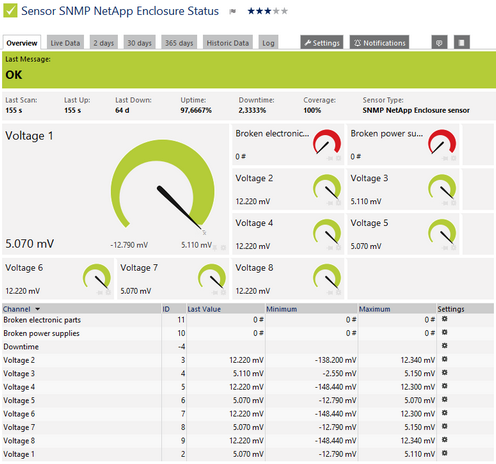 Sensor SNMP NetApp Enclosure Status
Overview Live Data 2 days 30 days 365 days Historic Data Log Settings Notifications
Last Message:
OK
Last Scan: Last Up: Last Down: Uptime: Downtime: Coverage: Sensor Type:
155 s 155 s 64 d 97,6667% 2,3333% 100% SNMP NetApp Enclosure sensor
Voltage 1
5.070 mV
-12.790 mV 5.110 mV
Broken electronic...
0 #
Broken power su...
0 #
Voltage 2
12.220 mV
Voltage 3
5.110 mV
Voltage 4
12.220 mV
Voltage 5
5.070 mV
Voltage 6
12.220 mV
Voltage 7
5.070 mV
Voltage 8
12.220 mV
Channel ID Last Value Minimum Maximum Settings
Broken electronic parts 11 0 # 0 # 0 #
Broken power supplies 10 0 # 0 # 0 #
Downtime -4
Voltage 2 3 12.220 mV -138.200 mV 12.340 mV
Voltage 3 4 5.110 mV -2.550 mV 5.150 mV
Voltage 4 5 12.220 mV -148.440 mV 12.300 mV
Voltage 5 6 5.070 mV -12.790 mV 5.070 mV
Voltage 6 7 12.220 mV -148.440 mV 12.300 mV
Voltage 7 8 5.070 mV -12.790 mV 5.150 mV
Voltage 8 9 12.220 mV -148.440 mV 12.340 mV
Voltage 1 2 5.070 mV -12.790 mV 5.110 mV